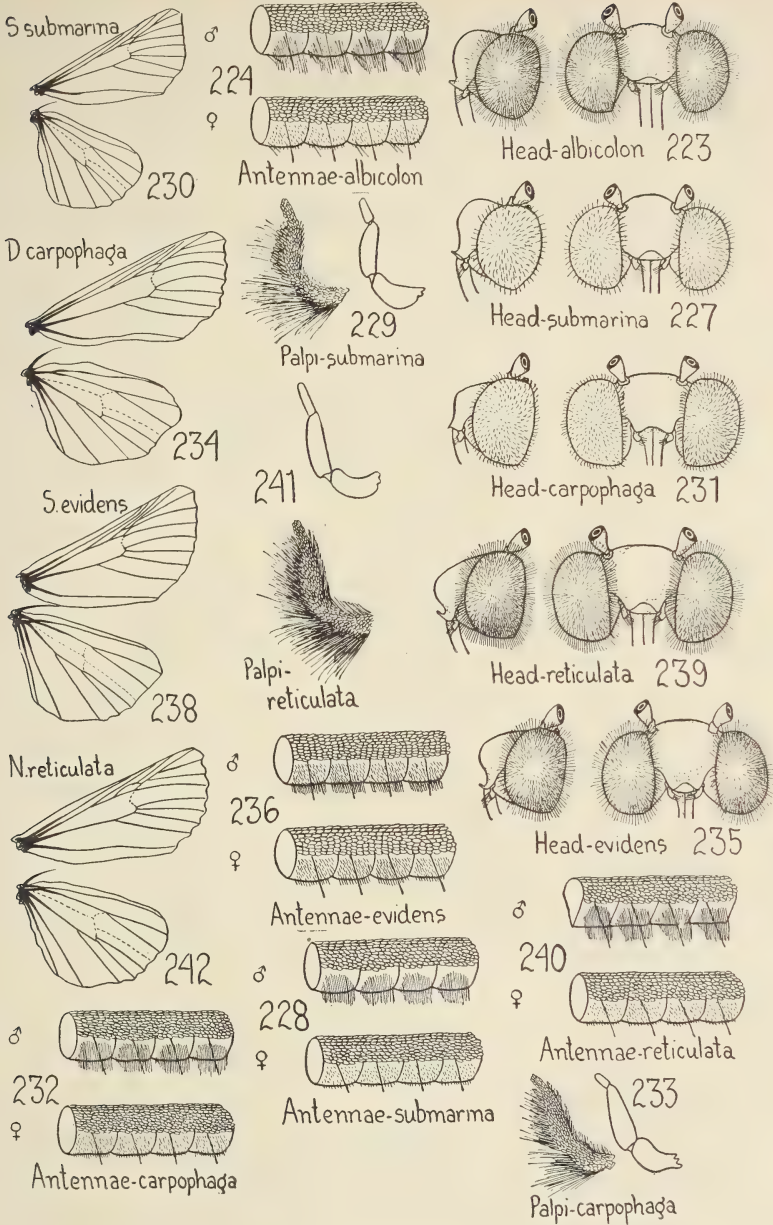 S submarina
230
♂
224
♀
Antennae-albicolon
Head-albicolon 223
D carpophaga
234
229
Palpi-submarina
Head-submarina 227
241
Head-carpophaga 231
S. evidens
238
Palpi-
reticulata
Head-reticulata 239
N. reticulata
242
♂
236
♀
Antennae-evidens
Head-evidens 235
♂
240
♀
Antennae-reticulata
♂
228
♀
Antennae-submarina
♂
232
♀
Antennae-carpophaga
233
Palpi-carpophaga